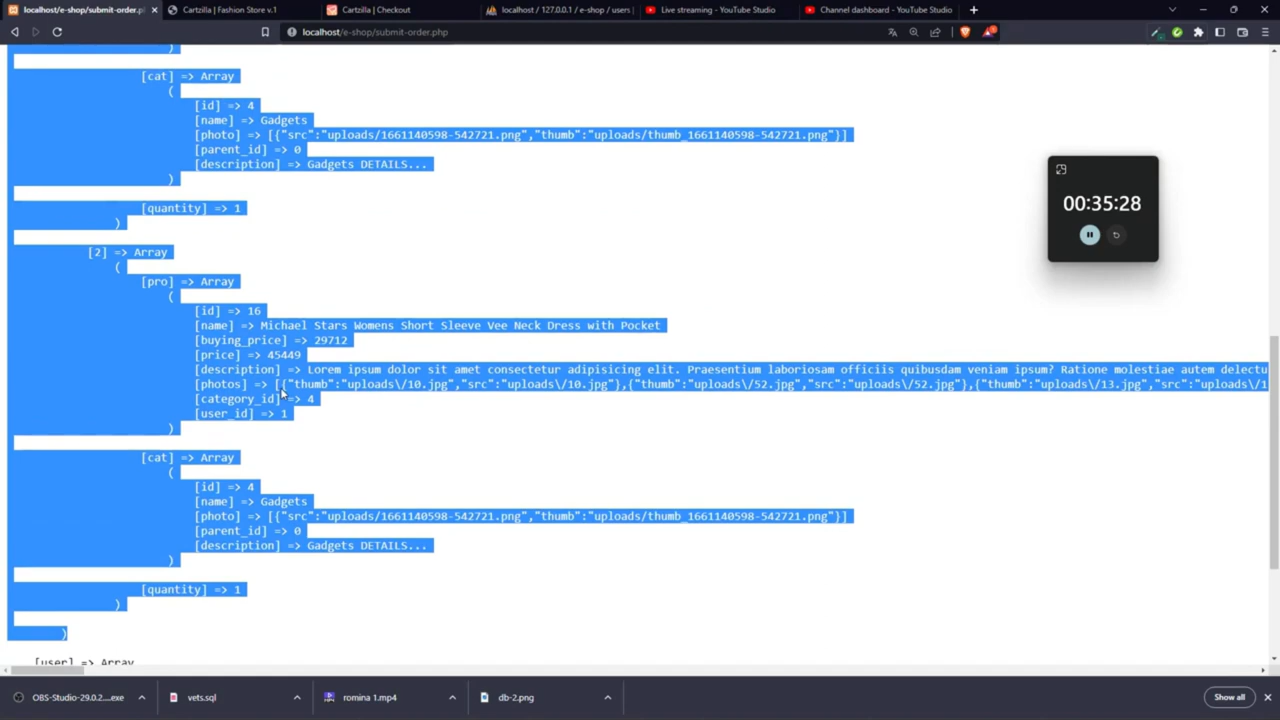 localhost/e-shop/submit-order.ph
Cartzilla | Fashion Store v.1
Cartzilla | Checkout
localhost / 127.0.0.1 / e-shop / users |
Live streaming - YouTube Studio
Channel dashboard - YouTube Studio
localhost/e-shop/submit-order.php
)
[cat] => Array
(
[id] => 4
[name] => Gadgets
[photo] => [{"src":"uploads/1661140598-542721.png","thumb":"uploads/thumb_1661140598-542721.png"}]
[parent_id] => 0
[description] => Gadgets DETAILS...
)
[quantity] => 1
)
00:35:28
[2] => Array
(
[pro] => Array
(
[id] => 16
[name] => Michael Stars Womens Short Sleeve Vee Neck Dress with Pocket
[buying_price] => 29712
[price] => 45449
[description] => Lorem ipsum dolor sit amet consectetur adipisicing elit. Praesentium laboriosam officiis quibusdam veniam ipsum? Ratione molestiae autem delectu
[photos] => [{"thumb":"uploads\/10.jpg","src":"uploads\/10.jpg"},{"thumb":"uploads\/52.jpg","src":"uploads\/52.jpg"},{"thumb":"uploads\/13.jpg","src":"uploads\/1
[category_id] => 4
[user_id] => 1
)
[cat] => Array
(
[id] => 4
[name] => Gadgets
[photo] => [{"src":"uploads/1661140598-542721.png","thumb":"uploads/thumb_1661140598-542721.png"}]
[parent_id] => 0
[description] => Gadgets DETAILS...
)
[quantity] => 1
)
)
[user] => Array
OBS-Studio-29.0.2....exe
vets.sql
romina 1.mp4
db-2.png
Show all